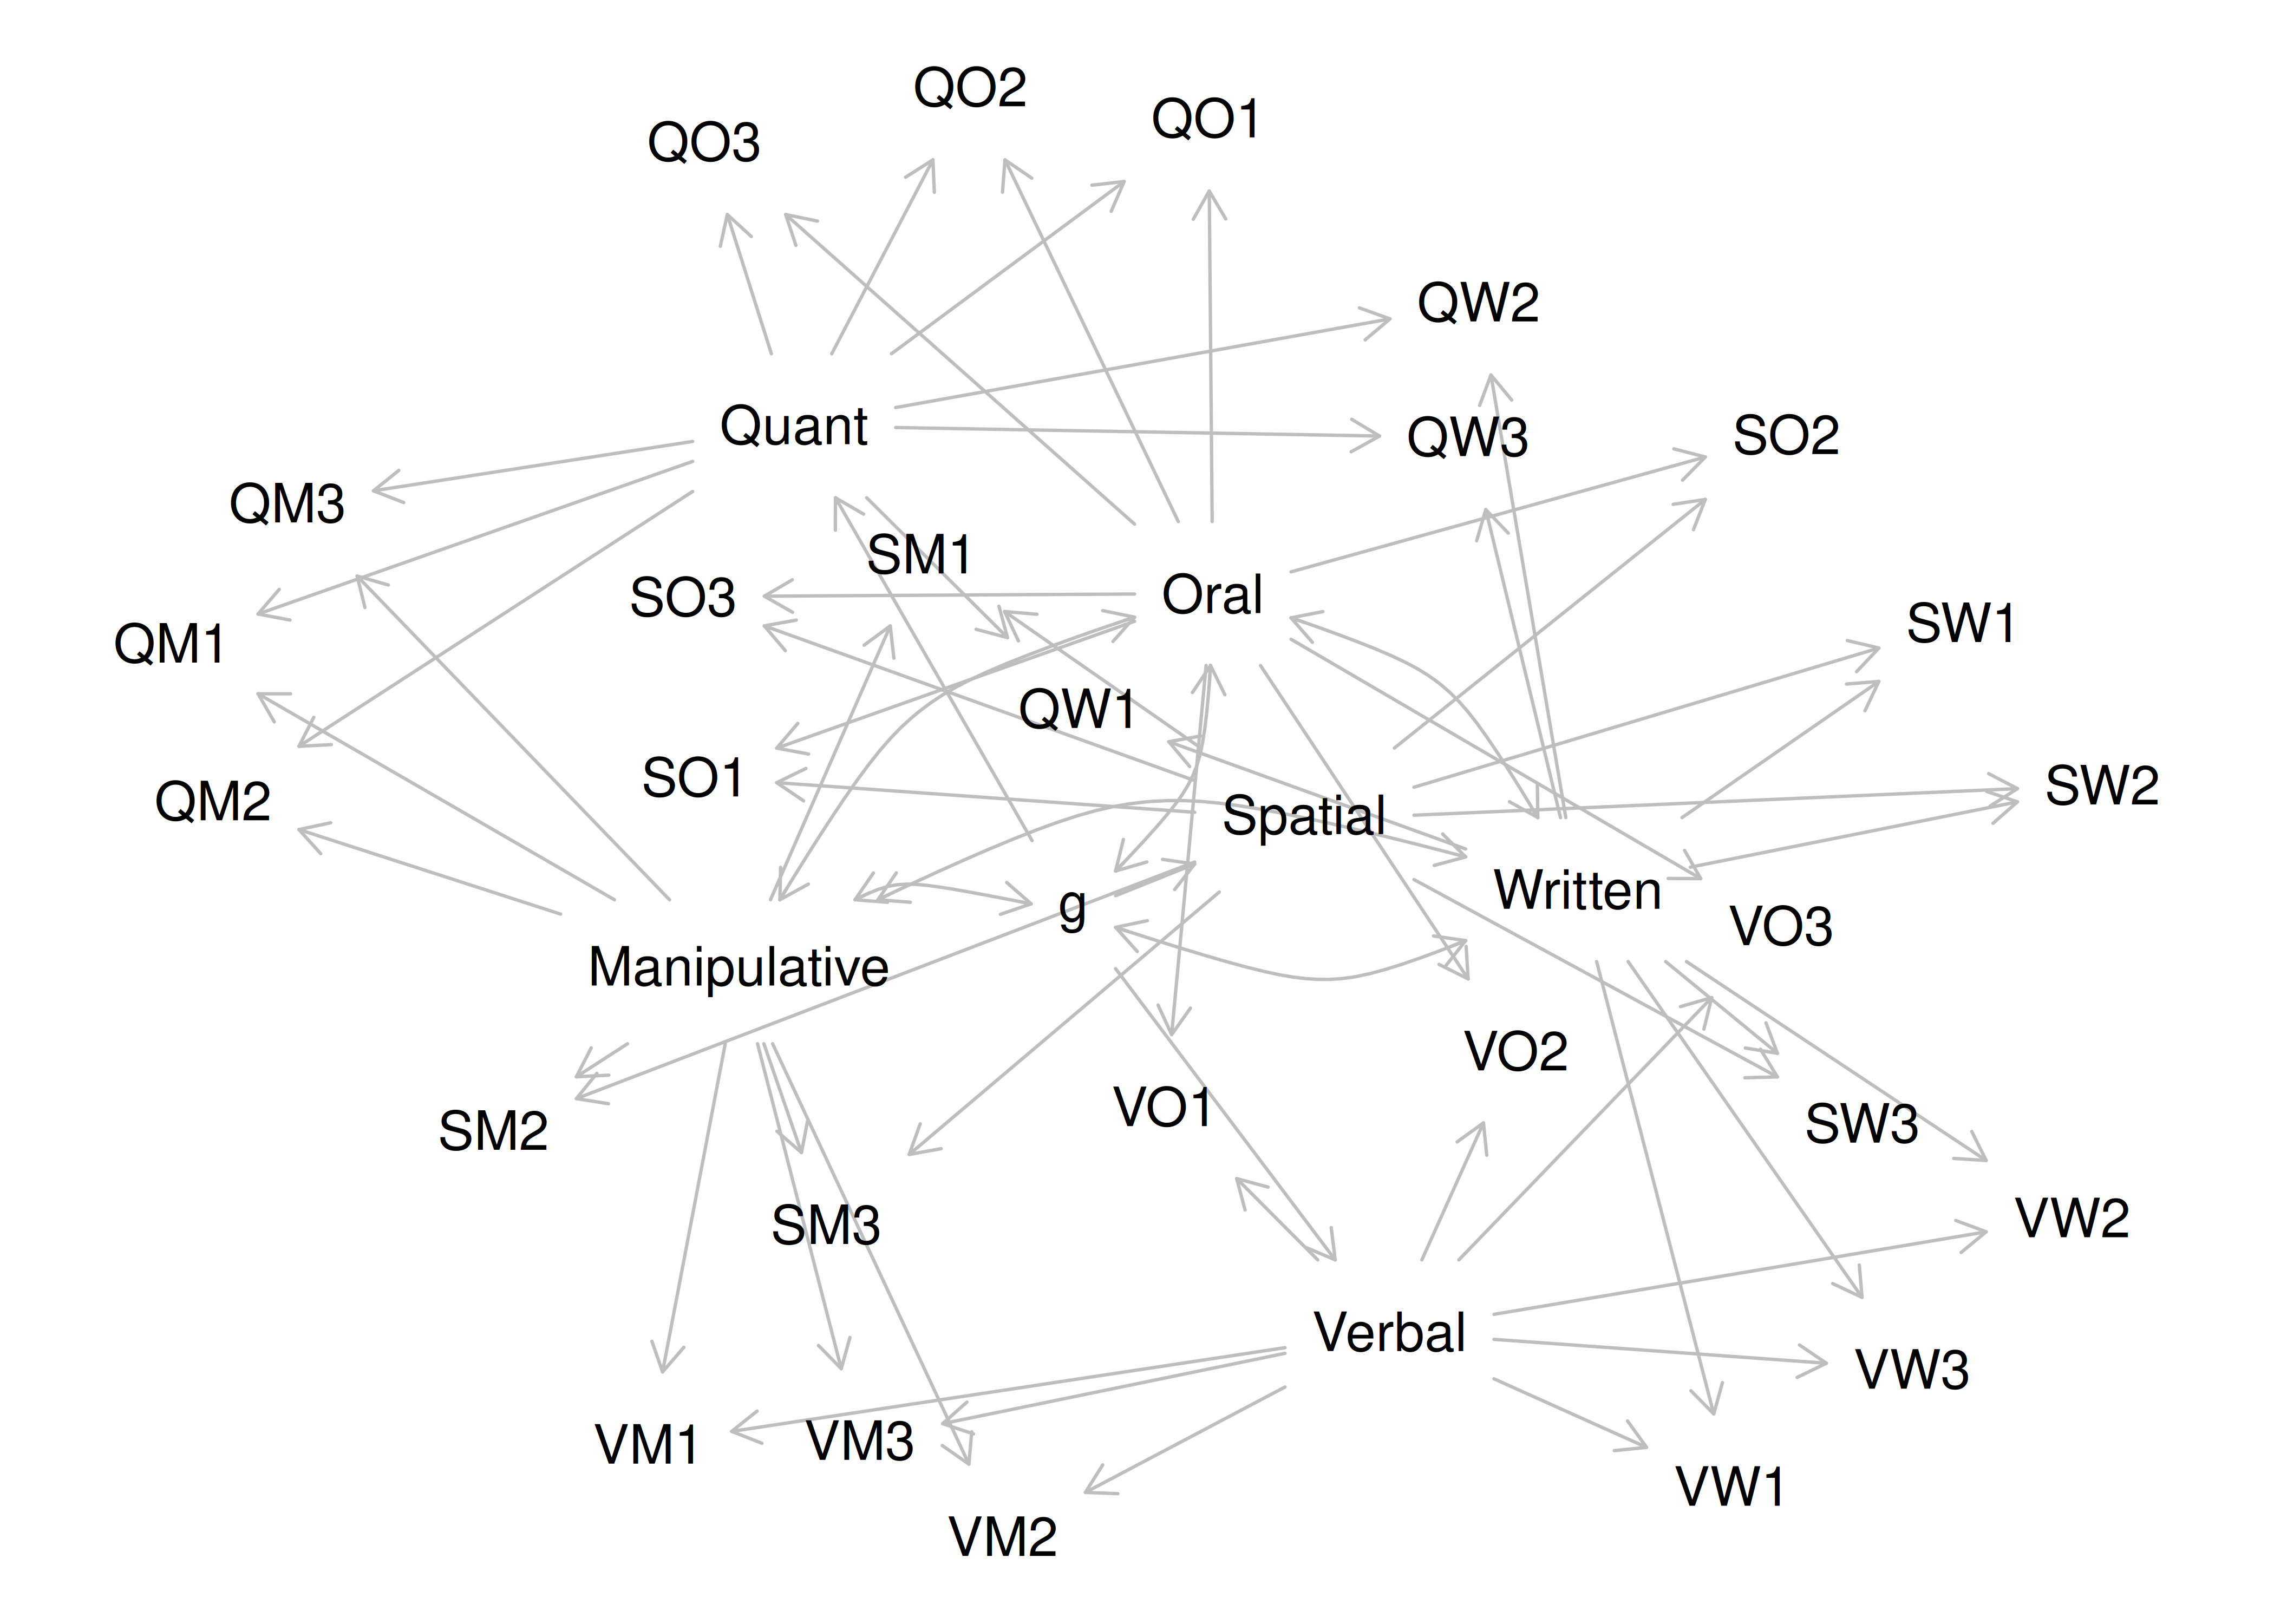 QO2
QO1
QO3
QW2
Quant
QW3
SO2
QM3
SM1
SO3
Oral
SW1
QM1
QW1
SO1
SW2
QM2
Spatial
Written
g
VO3
Manipulative
VO2
VO1
SW3
SM2
SM3
VW2
Verbal
VW3
VM1
VM3
VW1
VM2